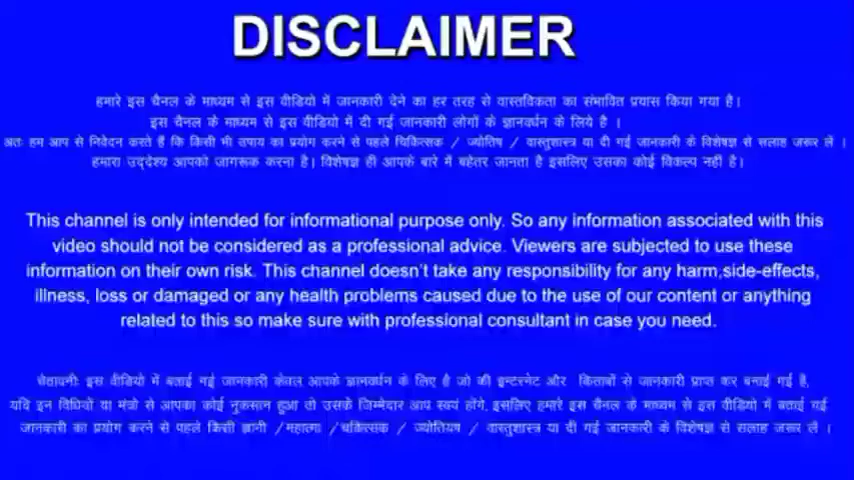 DISCLAIMER
हमारे इस चैनल के माध्यम से इस वीडियो में जानकारी देने का हर तरह से वास्तविकता का संभावित प्रयास किया गया है।
इस चैनल के माध्यम से इस वीडियो में दी गई जानकारी लोगों के ज्ञानवर्धन के लिये है ।
अतः हम आप से निवेदन करते हैं कि किसी भी उपाय का प्रयोग करने से पहले चिकित्सक / ज्योतिष / वास्तुशास्त्र या दी गई जानकारी के विशेषज्ञ से सलाह जरूर लें ।
हमारा उद्देश्य आपको जागरूक करना है। विशेषज्ञ ही आपके बारे में बेहतर जानता है इसलिए उसका कोई विकल्प नहीं है।
This channel is only intended for informational purpose only. So any information associated with this
video should not be considered as a professional advice. Viewers are subjected to use these
information on their own risk. This channel doesn't take any responsibility for any harm,side-effects,
illness, loss or damaged or any health problems caused due to the use of our content or anything
related to this so make sure with professional consultant in case you need.
चेतावनीः इस वीडियो में बताई गई जानकारी केवल आपके ज्ञानवर्धन के लिए है जो की इन्टरनेट और किताबों से जानकारी प्राप्त कर बनाई गई है,
यदि इन विधियों या मंत्रो से आपका कोई नुकसान हुआ तो उसके जिम्मेदार आप स्वयं होंगे, इसलिए हमारे इस चैनल के माध्यम से इस वीडियो में बताई गई
जानकारी का प्रयोग करने से पहले किसी ज्ञानी /महात्मा /चकित्सक / ज्योतियष / वास्तुशास्त्र या दी गई जानकारी के विशेषज्ञ से सलाह जरूर लें ।